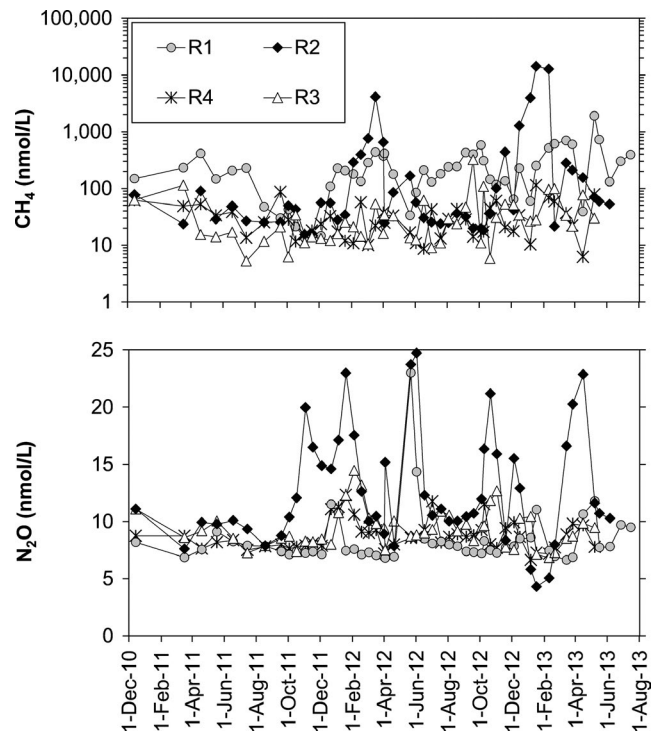 100,000
10,000
1,000
100
10
1
CH₄ (nmol/L)
R1
R2
R4
R3
25
20
15
10
5
0
N₂O (nmol/L)
1-Dec-10
1-Feb-11
1-Apr-11
1-Jun-11
1-Aug-11
1-Oct-11
1-Dec-11
1-Feb-12
1-Apr-12
1-Jun-12
1-Aug-12
1-Oct-12
1-Dec-12
1-Feb-13
1-Apr-13
1-Jun-13
1-Aug-13